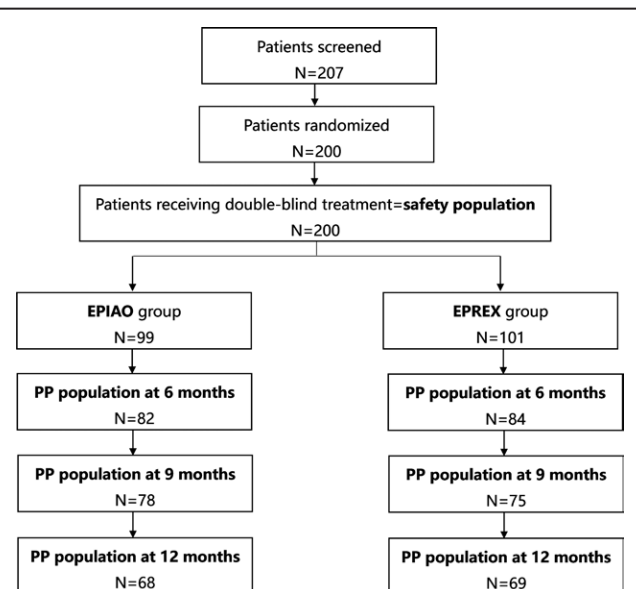 Patients screened
N=207
Patients randomized
N=200
Patients receiving double-blind treatment=safety population
N=200
EPIAO group
N=99
EPREX group
N=101
PP population at 6 months
N=82
PP population at 6 months
N=84
PP population at 9 months
N=78
PP population at 9 months
N=75
PP population at 12 months
N=68
PP population at 12 months
N=69